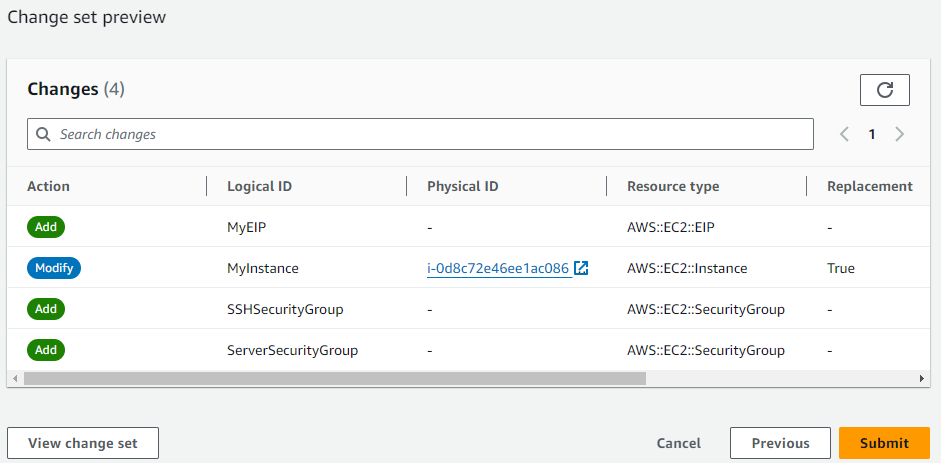 Change set preview
Changes (4)
Search changes
1
Action Logical ID Physical ID Resource type Replacement
Add MyEIP - AWS::EC2::EIP -
Modify MyInstance i-0d8c72e46ee1ac086 AWS::EC2::Instance True
Add SSHSecurityGroup - AWS::EC2::SecurityGroup -
Add ServerSecurityGroup - AWS::EC2::SecurityGroup -
View change set Cancel Previous Submit